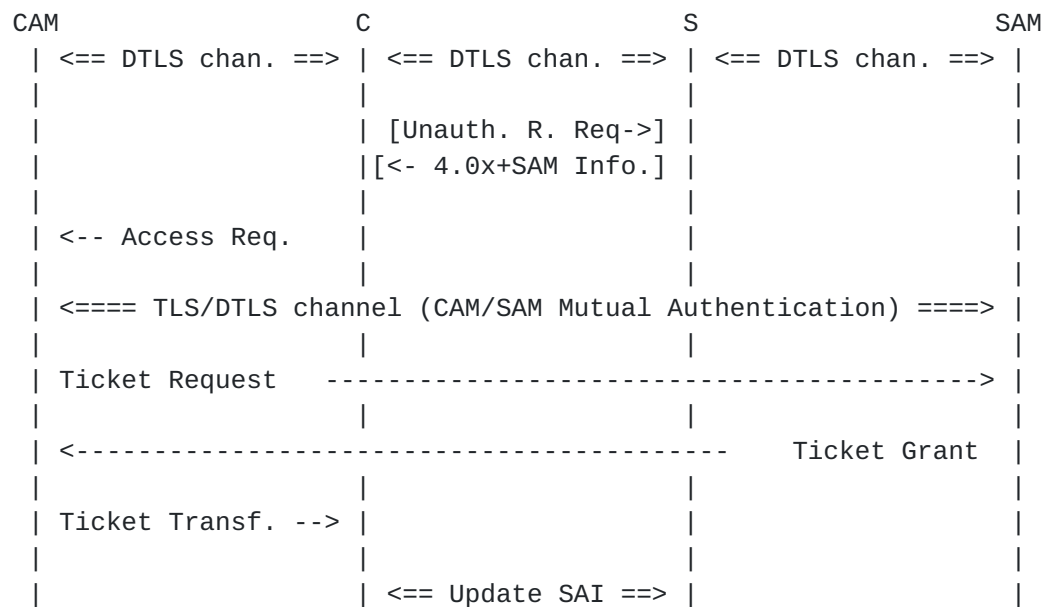 CAM                   C                    S                   SAM
 | <== DTLS chan. ==> | <== DTLS chan. ==> | <== DTLS chan. ==> |
 |                    |                    |                    |
 |                    | [Unauth. R. Req->] |                    |
 |                    |[<- 4.0x+SAM Info.] |                    |
 |                    |                    |                    |
 | <-- Access Req.    |                    |                    |
 |                    |                    |                    |
 | <==== TLS/DTLS channel (CAM/SAM Mutual Authentication) ====> |
 |                    |                    |                    |
 | Ticket Request   ------------------------------------------> |
 |                    |                    |                    |
 | <------------------------------------------    Ticket Grant  |
 |                    |                    |                    |
 | Ticket Transf. --> |                    |                    |
 |                    |                    |                    |
 |                    | <== Update SAI ==> |                    |